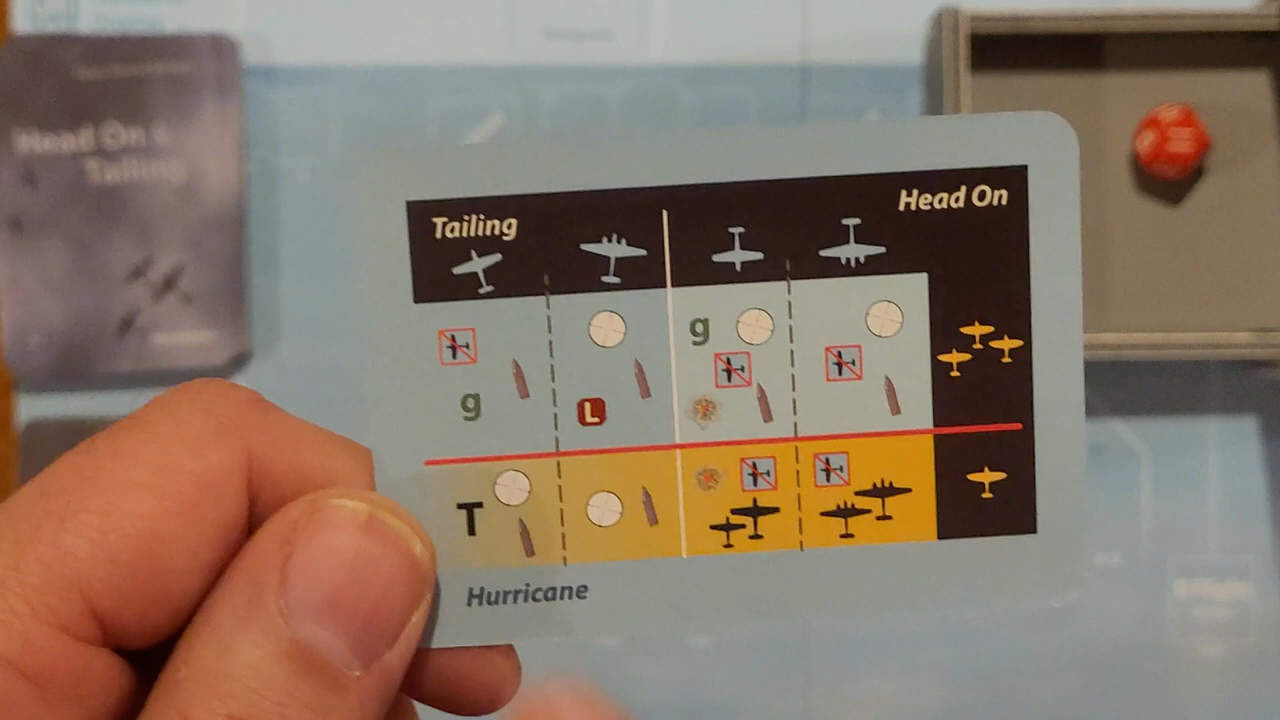 Head On &
Tailing
Tailing
Head On
g
g
L
T
Hurricane